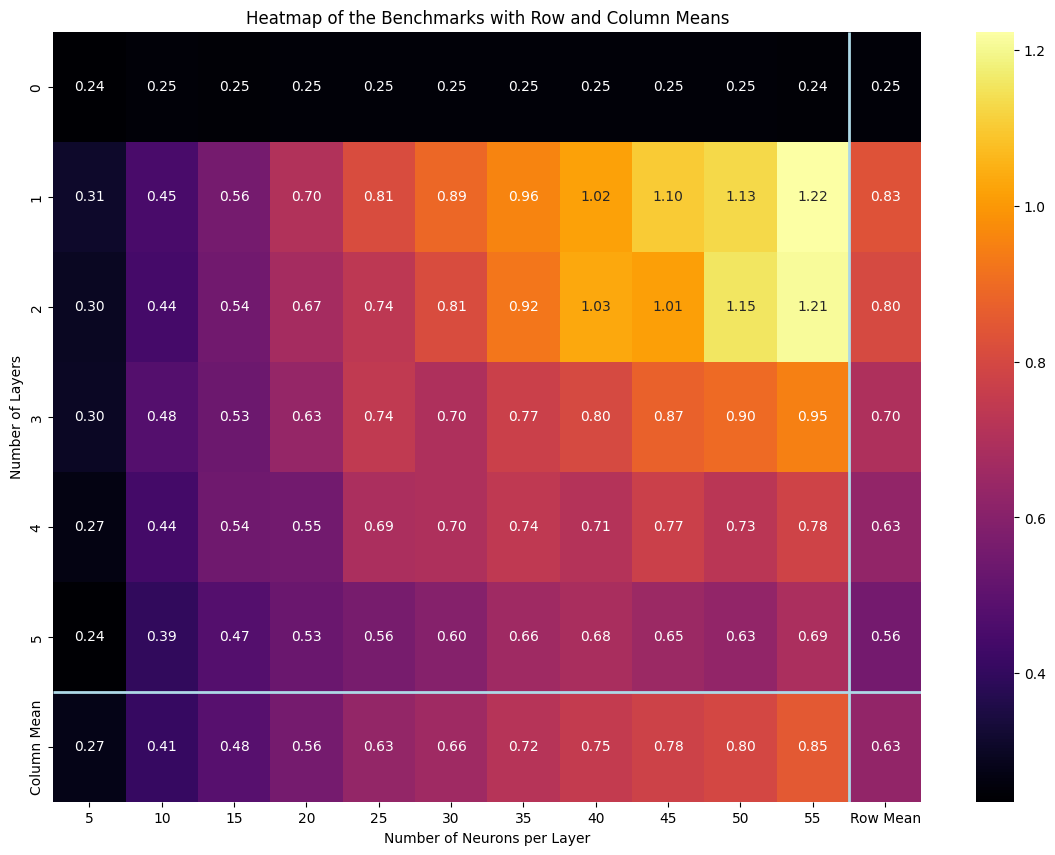 Heatmap of the Benchmarks with Row and Column Means
0 0.24 0.25 0.25 0.25 0.25 0.25 0.25 0.25 0.25 0.25 0.24 0.25
1 0.31 0.45 0.56 0.70 0.81 0.89 0.96 1.02 1.10 1.13 1.22 0.83
2 0.30 0.44 0.54 0.67 0.74 0.81 0.92 1.03 1.01 1.15 1.21 0.80
3 0.30 0.48 0.53 0.63 0.74 0.70 0.77 0.80 0.87 0.90 0.95 0.70
4 0.27 0.44 0.54 0.55 0.69 0.70 0.74 0.71 0.77 0.73 0.78 0.63
5 0.24 0.39 0.47 0.53 0.56 0.60 0.66 0.68 0.65 0.63 0.69 0.56
Column Mean 0.27 0.41 0.48 0.56 0.63 0.66 0.72 0.75 0.78 0.80 0.85 0.63
5 10 15 20 25 30 35 40 45 50 55 Row Mean
Number of Neurons per Layer
Number of Layers
1.2
1.0
0.8
0.6
0.4